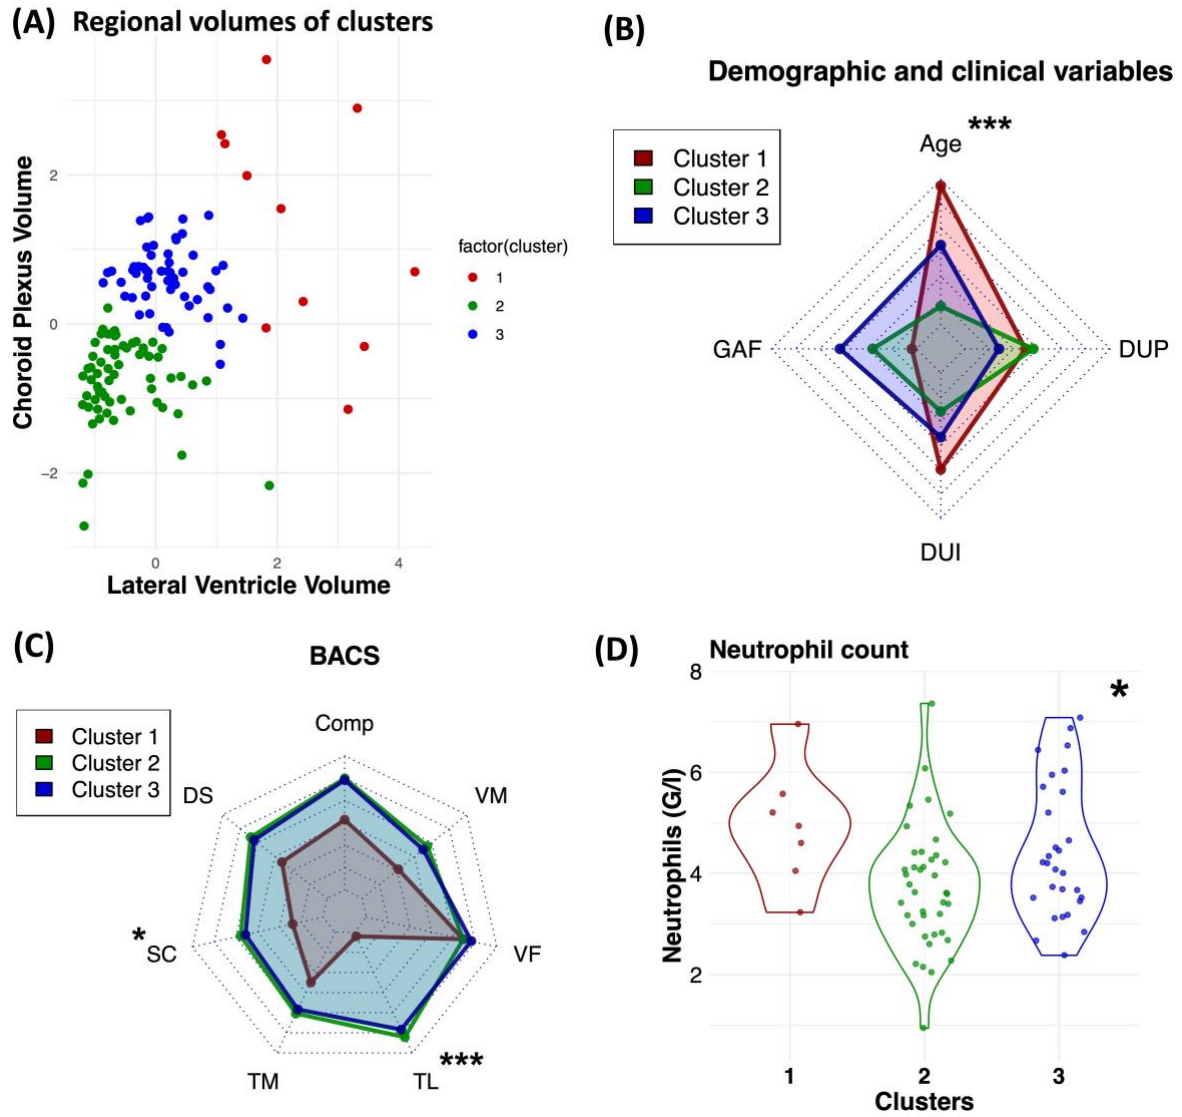 (A) Regional volumes of clusters
Choroid Plexus Volume
2
0
−2
0 2 4
Lateral Ventricle Volume
factor(cluster)
1
2
3
(B)
Demographic and clinical variables
Cluster 1
Cluster 2
Cluster 3
Age ***
GAF
DUP
DUI
(C)
BACS
Cluster 1
Cluster 2
Cluster 3
Comp
DS
VM
* SC
VF
TM
TL ***
(D) Neutrophil count
*
Neutrophils (G/l)
8
6
4
2
1 2 3
Clusters